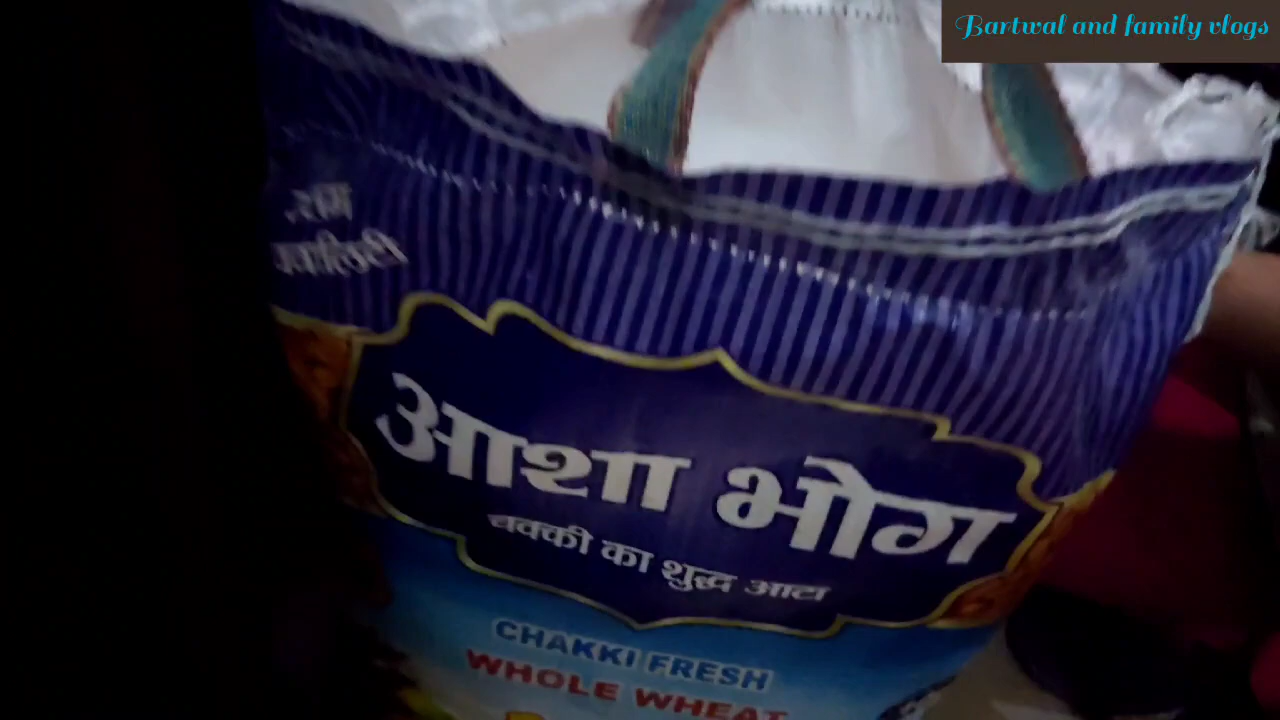 Bartwal and family vlogs
आशा भोग
चक्की का शुद्ध आटा
CHAKKI FRESH
WHOLE WHEAT